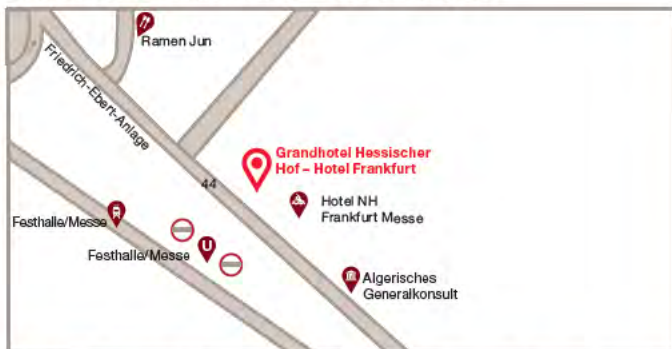 Ramen Jun
Friedrich-Ebert-Anlage
Grandhotel Hessischer
Hof – Hotel Frankfurt
44
Hotel NH
Frankfurt Messe
Festhalle/Messe
U
Festhalle/Messe
Algerisches
Generalkonsult